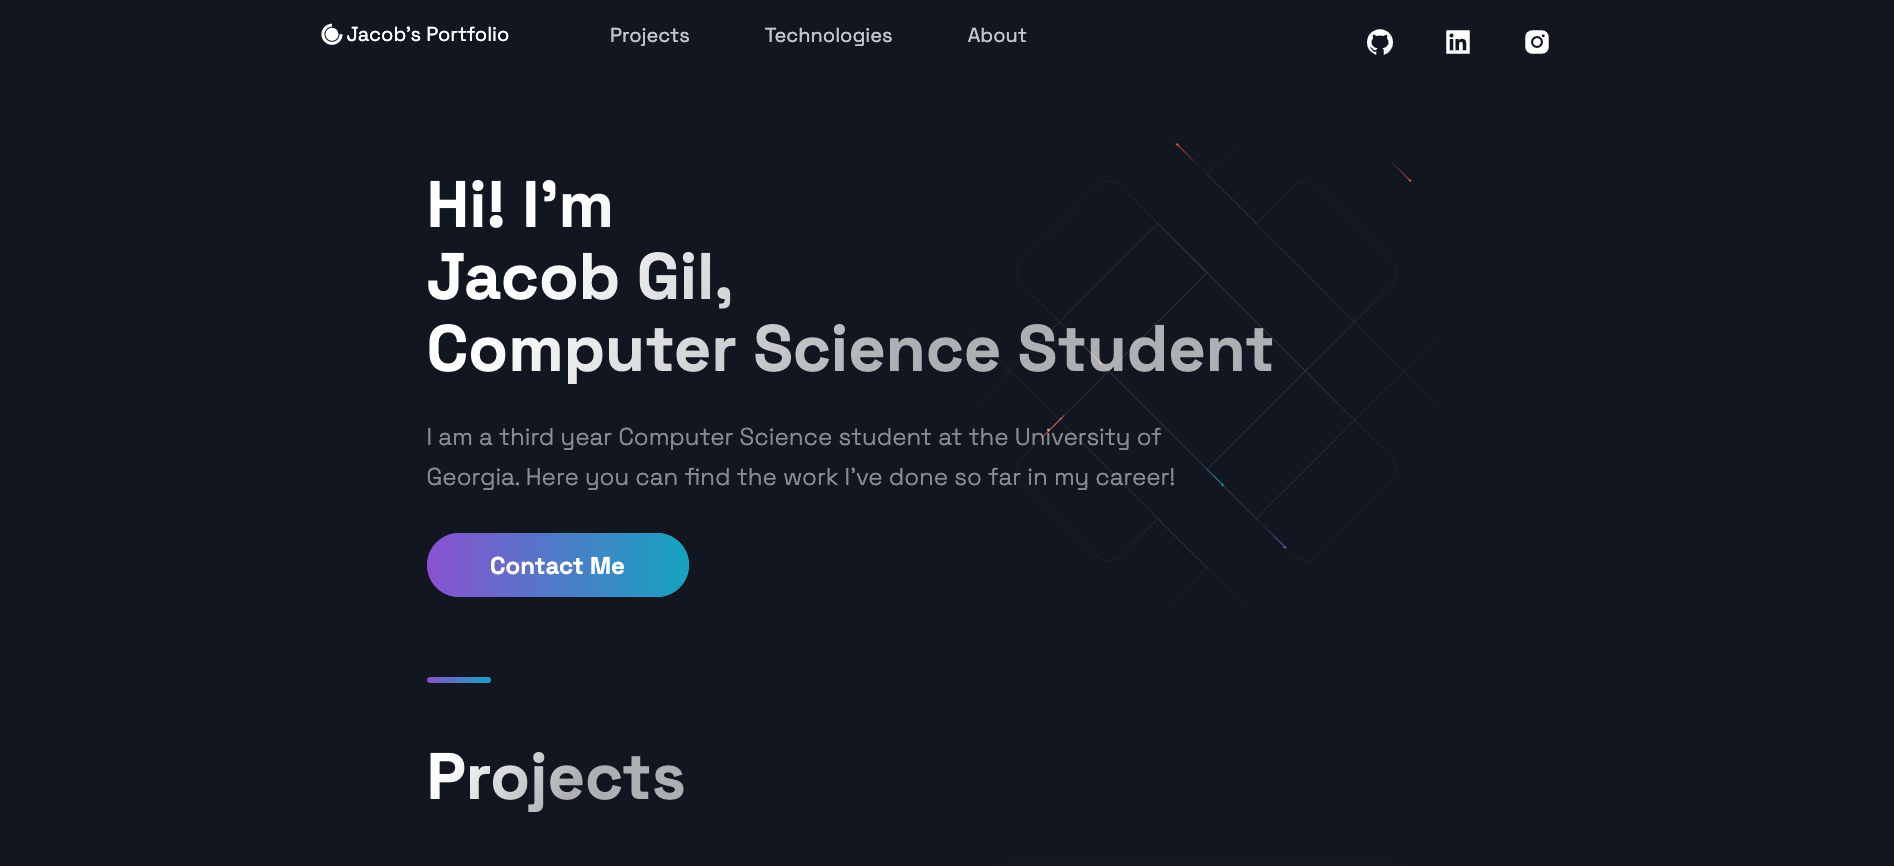 Jacob's Portfolio
Projects
Technologies
About
Hi! I'm
Jacob Gil,
Computer Science Student
I am a third year Computer Science student at the University of
Georgia. Here you can find the work I've done so far in my career!
Contact Me
Projects